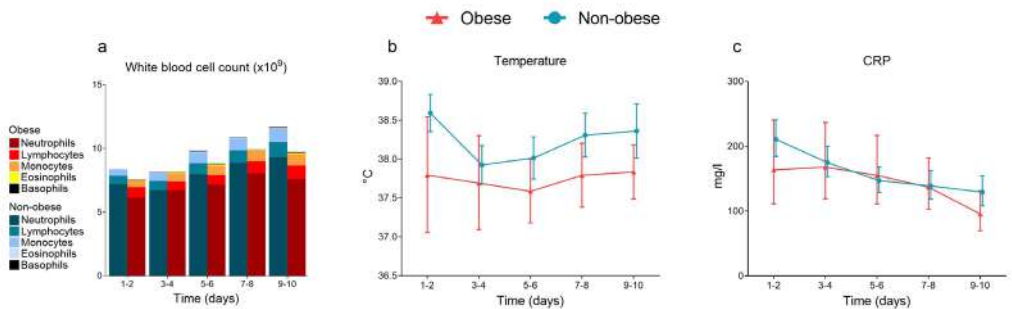 Obese Non-obese
a
White blood cell count (x10⁹)
15
10
5
0
1-2 3-4 5-6 7-8 9-10
Time (days)
Obese
Neutrophils
Lymphocytes
Monocytes
Eosinophils
Basophils
Non-obese
Neutrophils
Lymphocytes
Monocytes
Eosinophils
Basophils
b
Temperature
°C
39.0
38.5
38.0
37.5
37.0
36.5
1-2 3-4 5-6 7-8 9-10
Time (days)
c
CRP
mg/l
300
200
100
0
1-2 3-4 5-6 7-8 9-10
Time (days)